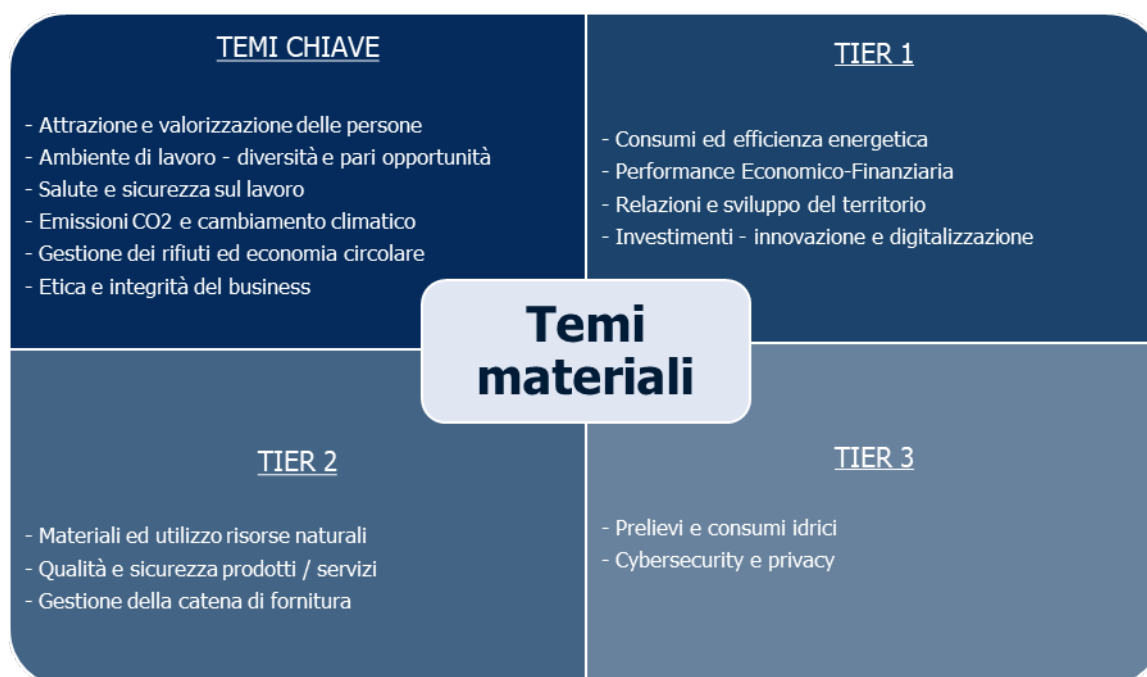 TEMI CHIAVE
- Attrazione e valorizzazione delle persone
- Ambiente di lavoro - diversità e pari opportunità
- Salute e sicurezza sul lavoro
- Emissioni CO2 e cambiamento climatico
- Gestione dei rifiuti ed economia circolare
- Etica e integrità del business
TIER 1
- Consumi ed efficienza energetica
- Performance Economico-Finanziaria
- Relazioni e sviluppo del territorio
- Investimenti - innovazione e digitalizzazione
Temi
materiali
TIER 2
- Materiali ed utilizzo risorse naturali
- Qualità e sicurezza prodotti / servizi
- Gestione della catena di fornitura
TIER 3
- Prelievi e consumi idrici
- Cybersecurity e privacy